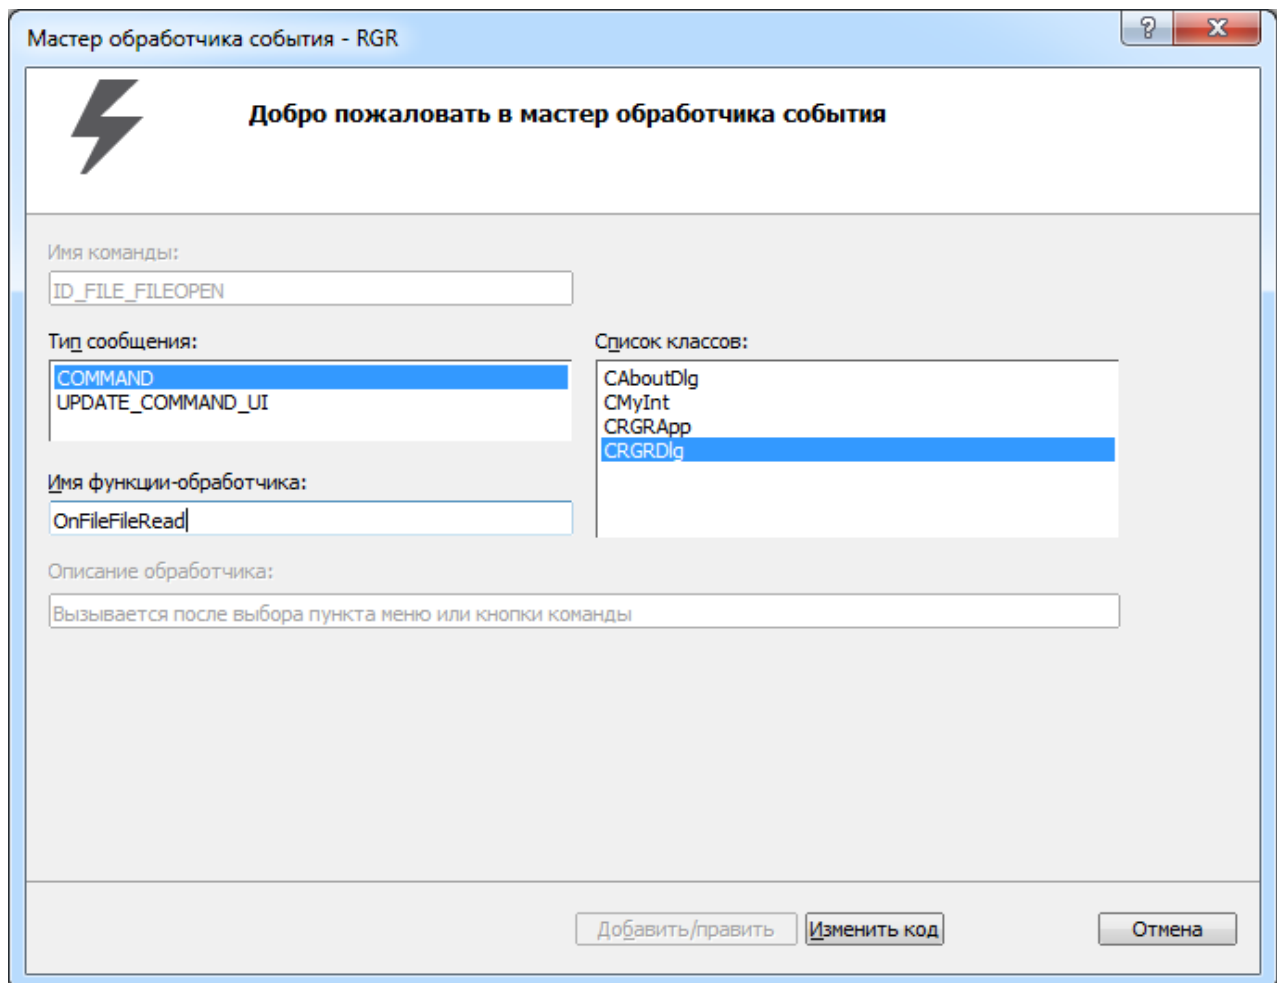 Мастер обработчика события - RGR
Добро пожаловать в мастер обработчика события
Имя команды:
ID_FILE_FILEOPEN
Тип сообщения:
COMMAND
UPDATE_COMMAND_UI
Список классов:
CAboutDlg
CMyInt
CRGRApp
CRGRDlg
Имя функции-обработчика:
OnFileFileRead
Описание обработчика:
Вызывается после выбора пункта меню или кнопки команды
Добавить/править
Изменить код
Отмена